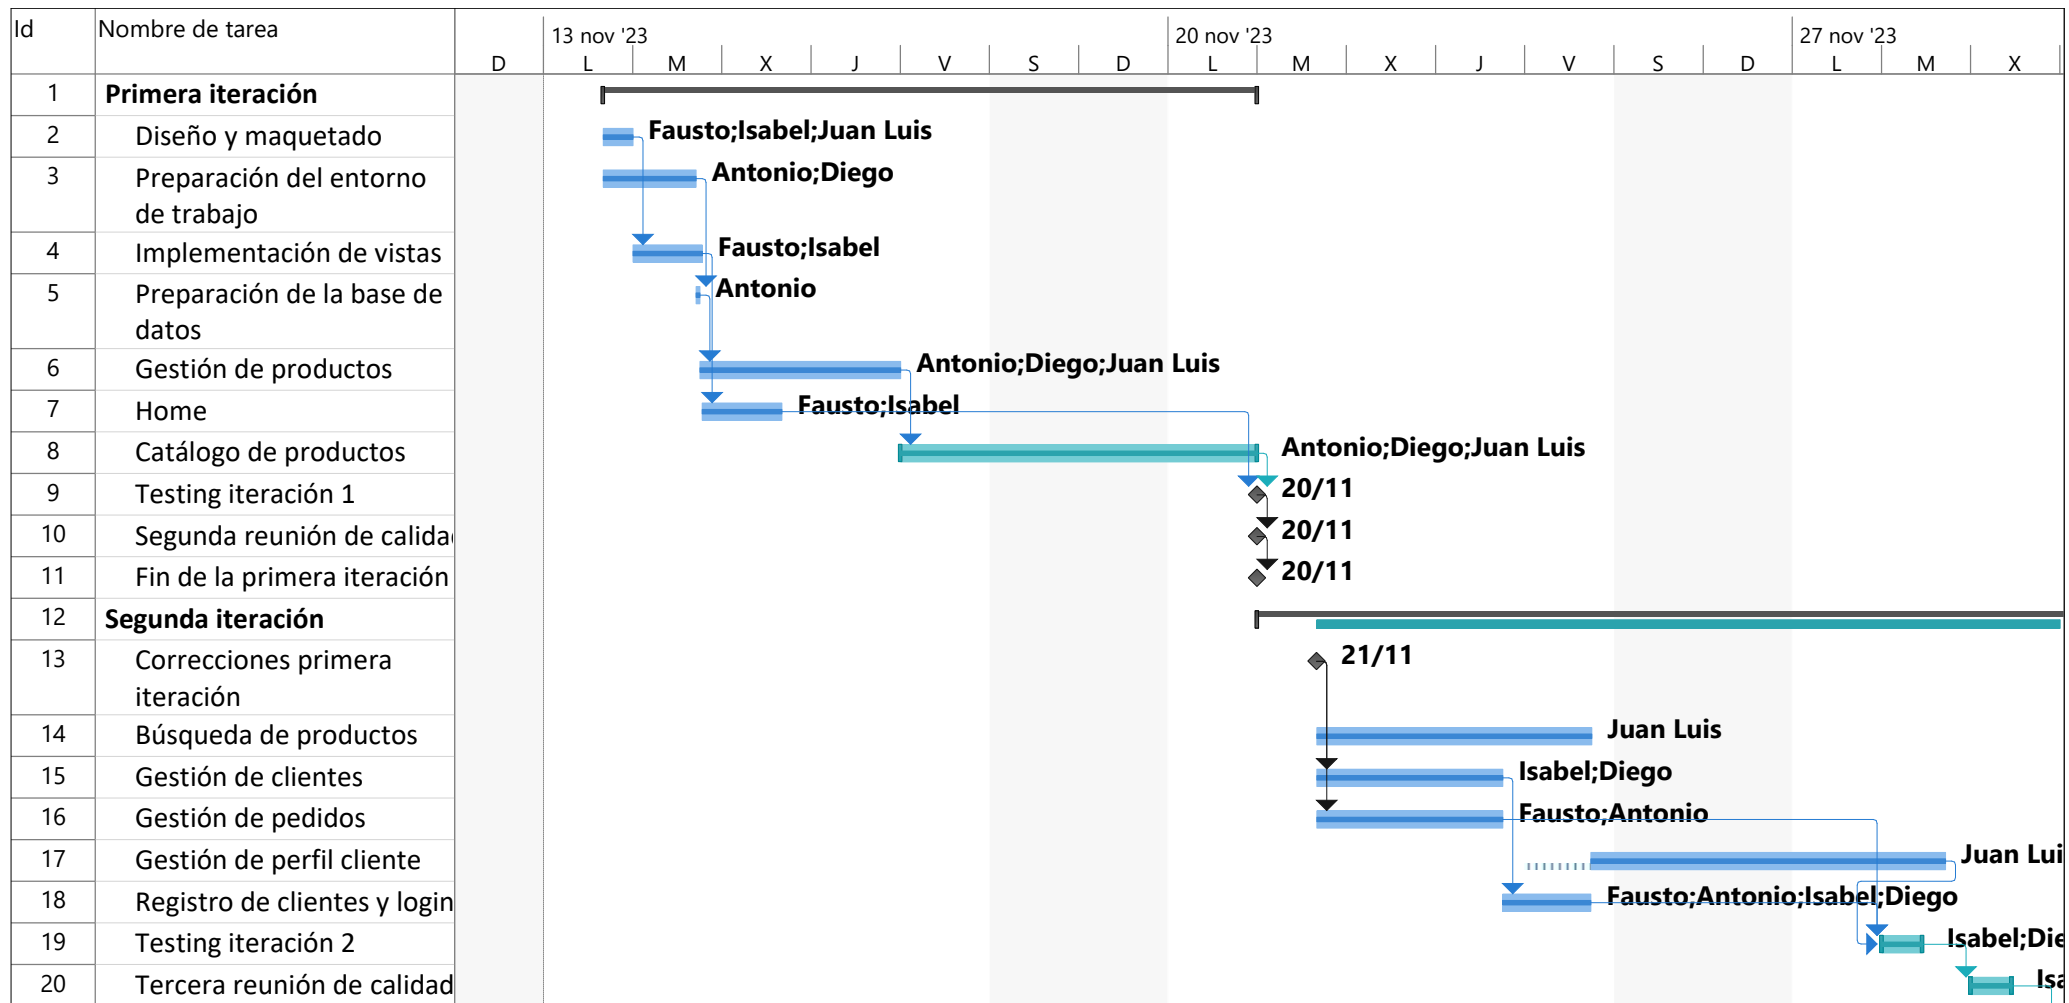 Id Nombre de tarea 13 nov '23 20 nov '23 27 nov '23
D L M X J V S D L M X J V S D L M X
1 Primera iteración
2 Diseño y maquetado Fausto;Isabel;Juan Luis
3 Preparación del entorno Antonio;Diego
de trabajo
4 Implementación de vistas Fausto;Isabel
5 Preparación de la base de Antonio
datos
6 Gestión de productos Antonio;Diego;Juan Luis
7 Home Fausto;Isabel
8 Catálogo de productos Antonio;Diego;Juan Luis
9 Testing iteración 1 20/11
10 Segunda reunión de calida 20/11
11 Fin de la primera iteración 20/11
12 Segunda iteración
13 Correcciones primera 21/11
iteración
14 Búsqueda de productos Juan Luis
15 Gestión de clientes Isabel;Diego
16 Gestión de pedidos Fausto;Antonio
17 Gestión de perfil cliente Juan Lui
18 Registro de clientes y login Fausto;Antonio;Isabel;Diego
19 Testing iteración 2 Isabel;Die
20 Tercera reunión de calidad Isa